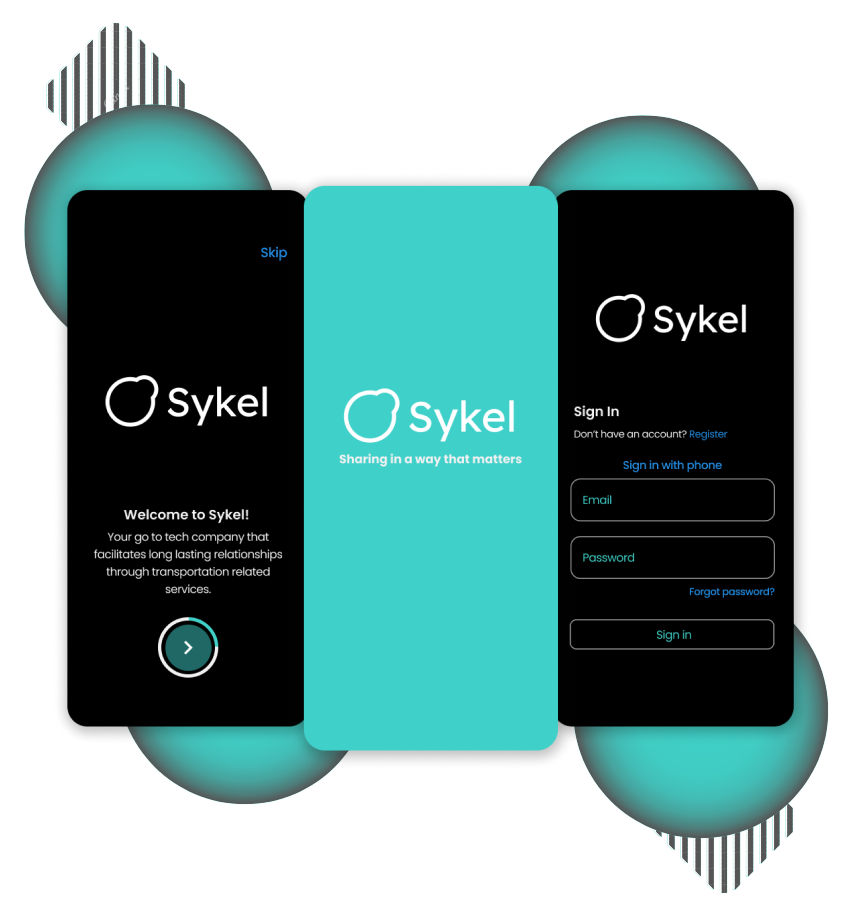 Skip
Sykel
Welcome to Sykel!
Your go to tech company that
facilitates long lasting relationships
through transportation related
services.
Sykel
Sharing in a way that matters
Sykel
Sign In
Don't have an account? Register
Sign in with phone
Email
Password
Forgot password?
Sign in